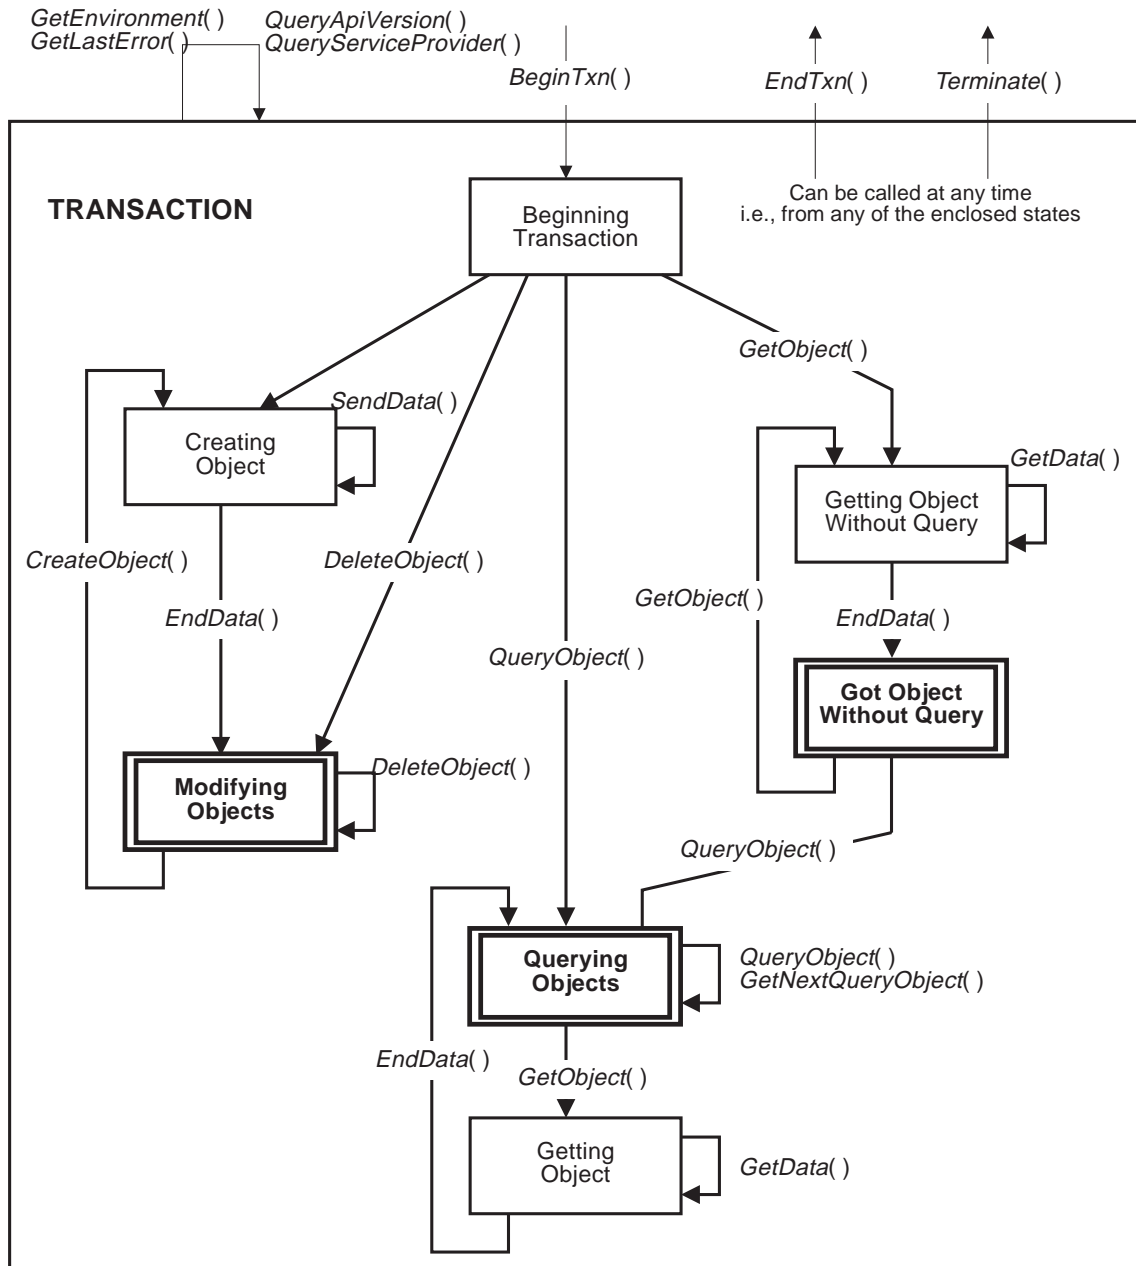 GetEnvironment( )
GetLastError( )
QueryApiVersion( )
QueryServiceProvider( )
BeginTxn( )
EndTxn( )
Terminate( )
TRANSACTION
Beginning
Transaction
Can be called at any time
i.e., from any of the enclosed states
GetObject( )
SendData( )
Creating
Object
GetData( )
Getting Object
Without Query
CreateObject( )
DeleteObject( )
GetObject( )
EndData( )
EndData( )
QueryObject( )
Got Object
Without Query
Modifying
Objects
DeleteObject( )
QueryObject( )
Querying
Objects
QueryObject( )
GetNextQueryObject( )
EndData( )
GetObject( )
Getting
Object
GetData( )